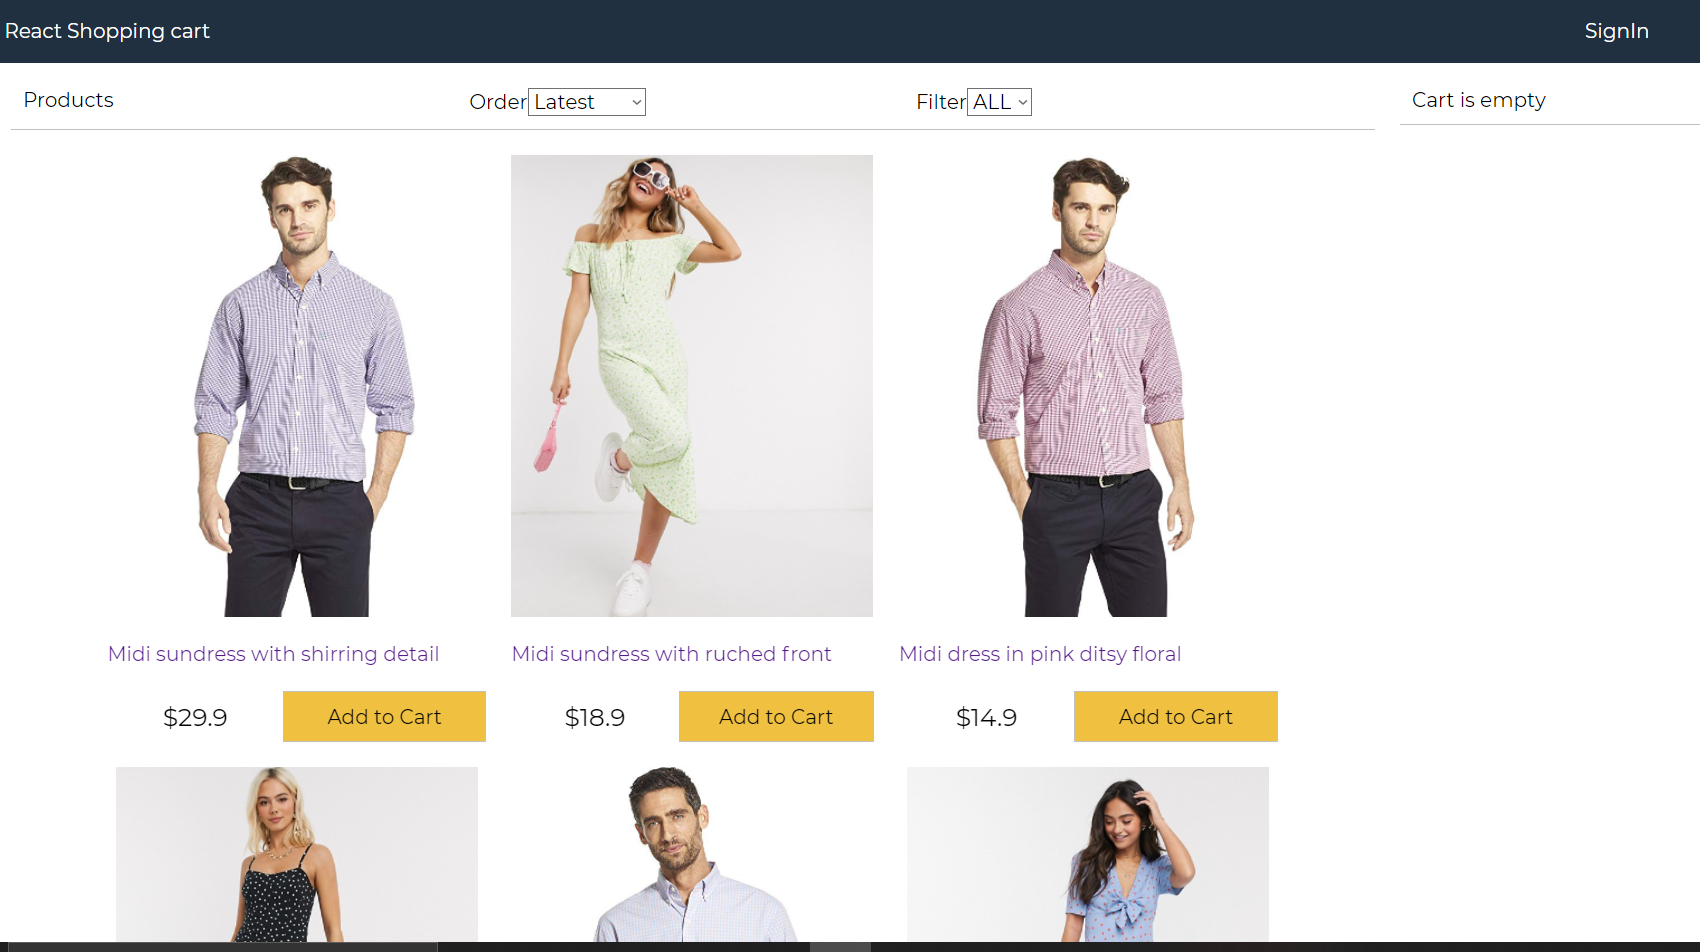 React Shopping cart
SignIn
Products
Order Latest
Filter ALL
Cart is empty
Midi sundress with shirring detail
Midi sundress with ruched front
Midi dress in pink ditsy floral
$29.9
Add to Cart
$18.9
Add to Cart
$14.9
Add to Cart